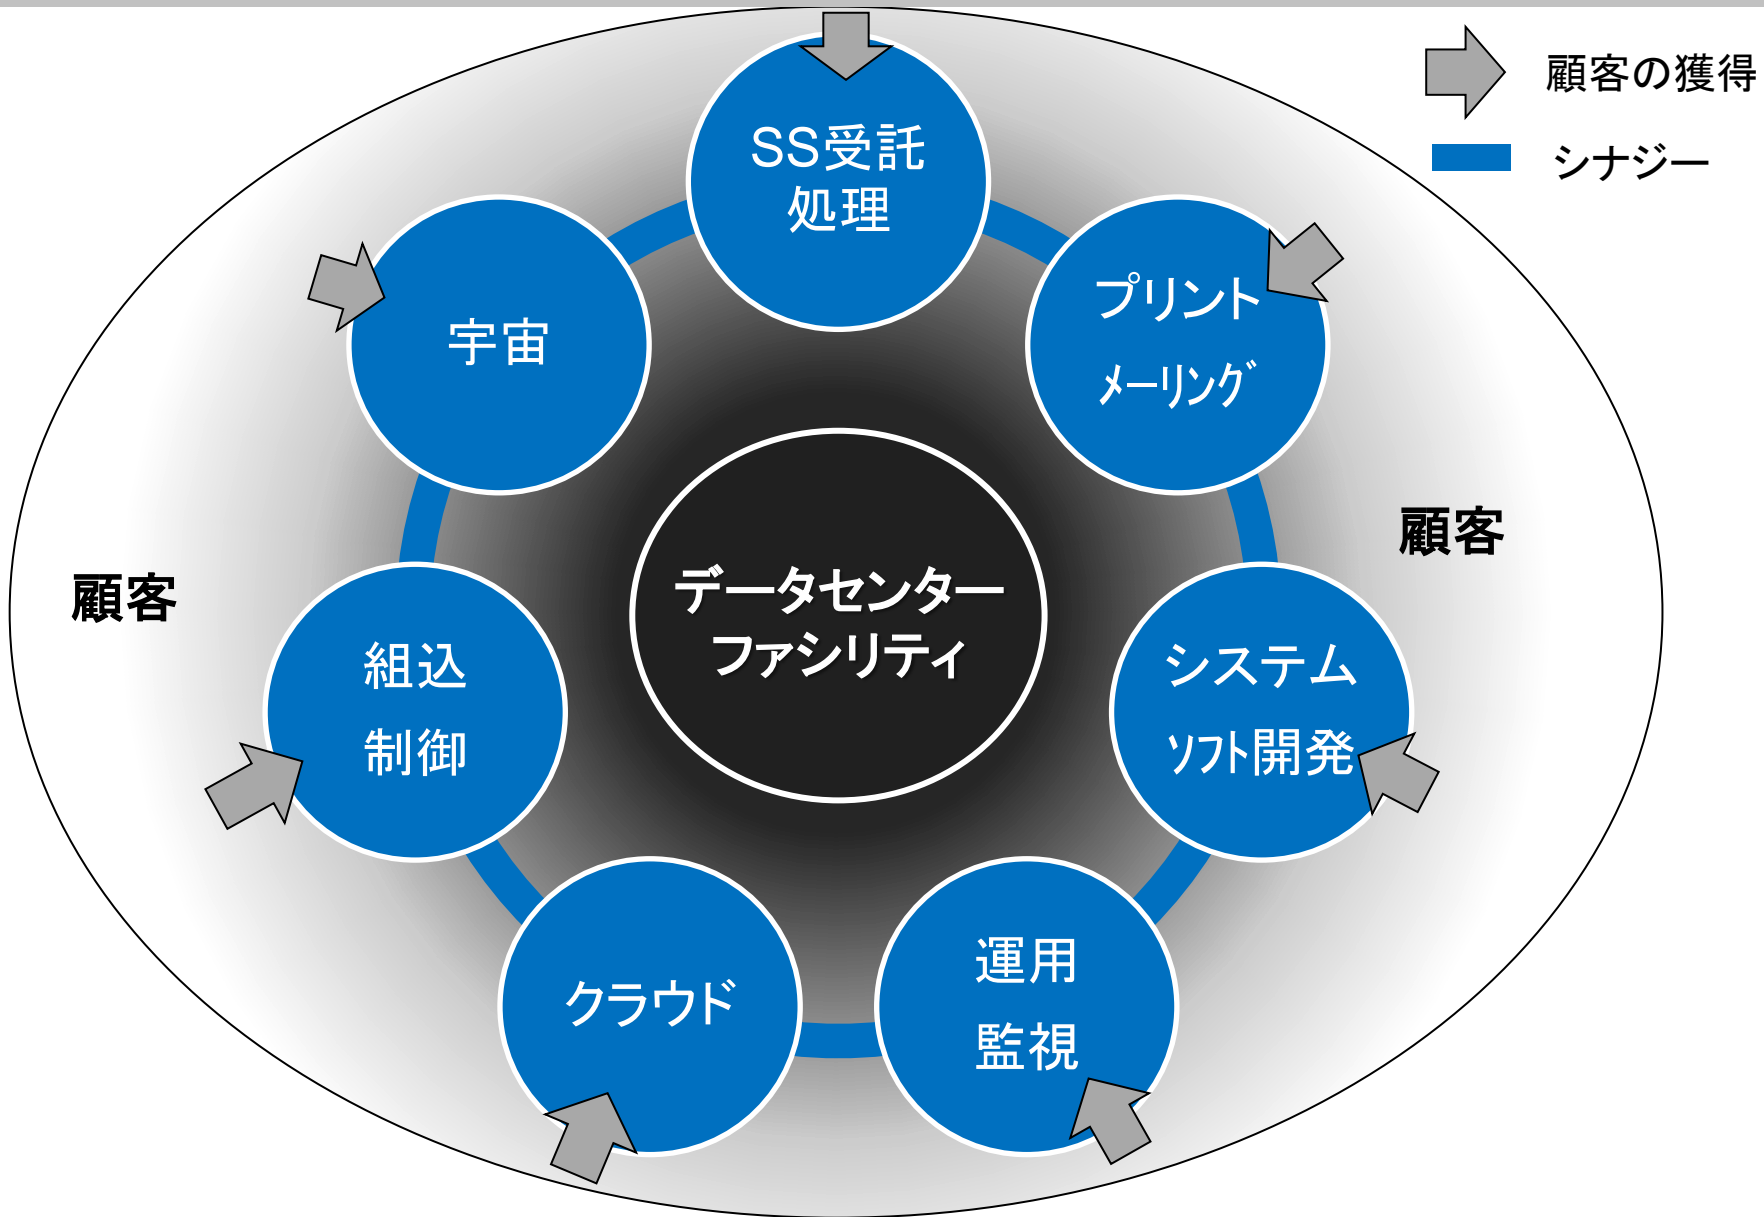 顧客の獲得
シナジー
SS受託
処理
プリント
ﾒｰﾘﾝｸﾞ
宇宙
顧客
データセンター
ファシリティ
顧客
組込
制御
システム
ｿﾌﾄ開発
クラウド
運用
監視